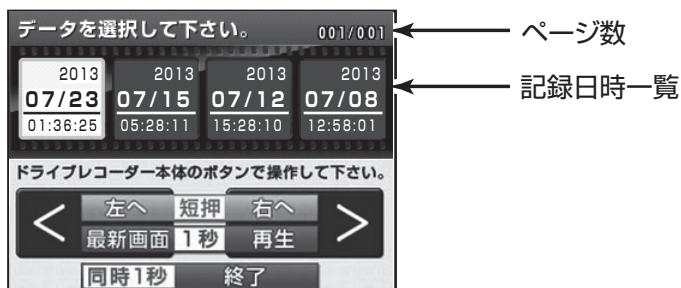 データを選択して下さい。 001/001
ページ数
2013 2013 2013 2013
07/23 07/15 07/12 07/08
01:36:25 05:28:11 15:28:10 12:58:01
記録日時一覧
ドライブレコーダー本体のボタンで操作して下さい。
< 左へ 短押 右へ >
最新画面 1秒 再生
同時1秒 終了